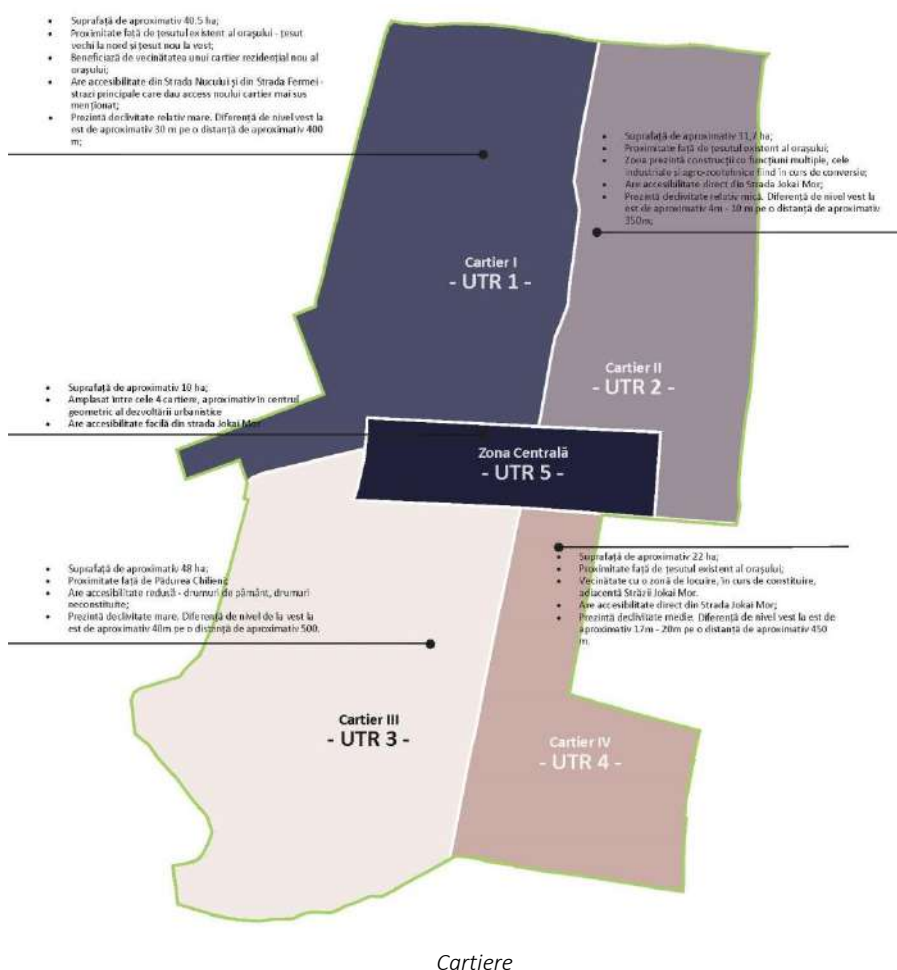 • Suprafață de aproximativ 40.5 ha;
• Proximitate față de țesutul existent al orașului - țesut
vechi la nord și țesut nou la vest;
• Beneficiază de vecinătatea unui cartier rezidențial nou al
orașului;
• Are accesibilitate din Strada Nucului și din Strada Fermei -
strazi principale care dau access noului cartier mai sus
menționat;
• Prezintă declivitate relativ mare. Diferență de nivel vest la
est de aproximativ 30 m pe o distanță de aproximativ 400
m;
• Suprafață de aproximativ 31,7 ha;
• Proximitate față de țesutul existent al orașului;
• Zona prezintă construcții cu funcțiuni multiple, cele
industriale și agro-zootehnice fiind în curs de conversie;
• Are accesibilitate direct din Strada Jokai Mor;
• Prezintă declivitate relativ mică. Diferență de nivel vest la
est de aproximativ 4m - 10 m pe o distanță de aproximativ
350m;
Cartier I
- UTR 1 -
Cartier II
- UTR 2 -
• Suprafață de aproximativ 10 ha;
• Amplasat între cele 4 cartiere, aproximativ în centrul
geometric al dezvoltării urbanistice
• Are accesibilitate facilă din strada Jokai Mor
Zona Centrală
- UTR 5 -
• Suprafață de aproximativ 48 ha;
• Proximitate față de Pădurea Chilieni;
• Are accesibilitate redusă - drumuri de pământ, drumuri
neconstituite;
• Prezintă declivitate mare. Diferență de nivel de la vest la
est de aproximativ 40m pe o distanță de aproximativ 500.
• Suprafață de aproximativ 22 ha;
• Proximitate față de țesutul existent al orașului;
• Vecinătate cu o zonă de locuire, în curs de constituire,
adiacentă Străzii Jokai Mor.
• Are accesibilitate direct din Strada Jokai Mor;
• Prezintă declivitate medie. Diferență de nivel vest la est de
aproximativ 17m - 20m pe o distanță de aproximativ 450
m.
Cartier III
- UTR 3 -
Cartier IV
- UTR 4 -
Cartiere